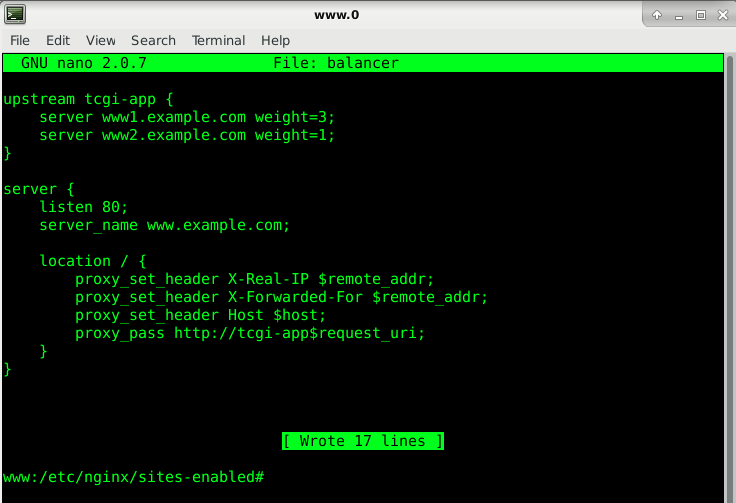 www.0
File Edit View Search Terminal Help
GNU nano 2.0.7 File: balancer
upstream tcgi-app {
    server www1.example.com weight=3;
    server www2.example.com weight=1;
}
server {
    listen 80;
    server_name www.example.com;
    location / {
        proxy_set_header X-Real-IP $remote_addr;
        proxy_set_header X-Forwarded-For $remote_addr;
        proxy_set_header Host $host;
        proxy_pass http://tcgi-app$request_uri;
    }
}
[ Wrote 17 lines ]
www:/etc/nginx/sites-enabled#